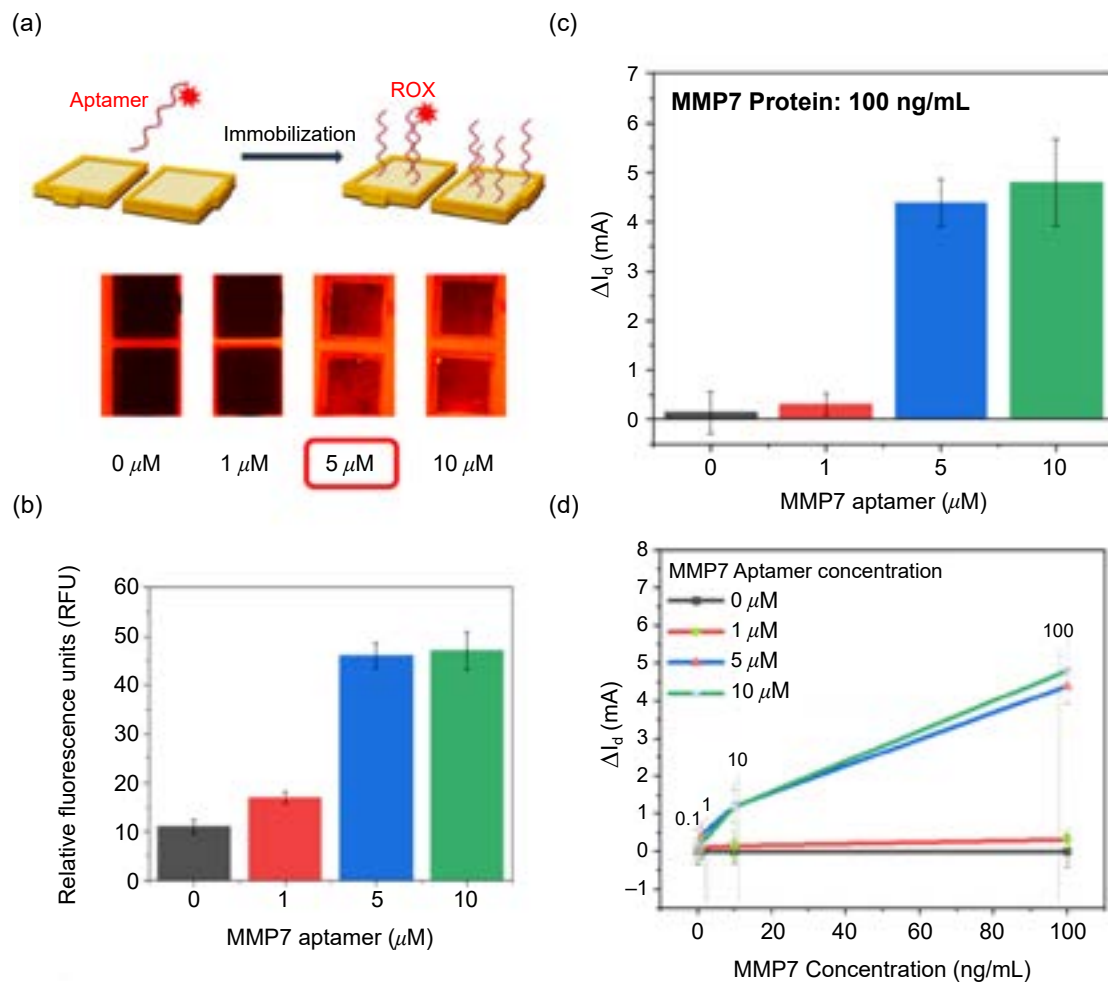 (a)
Aptamer
Immobilization
ROX
0 μM
1 μM
5 μM
10 μM
(b)
Relative fluorescence units (RFU)
60
50
40
30
20
10
0
0
1
5
10
MMP7 aptamer (μM)
(c)
MMP7 Protein: 100 ng/mL
ΔId (mA)
7
6
5
4
3
2
1
0
0
1
5
10
MMP7 aptamer (μM)
(d)
MMP7 Aptamer concentration
0 μM
1 μM
5 μM
10 μM
ΔId (mA)
8
7
6
5
4
3
2
1
0
–1
0.1
1
10
100
0
20
40
60
80
100
MMP7 Concentration (ng/mL)